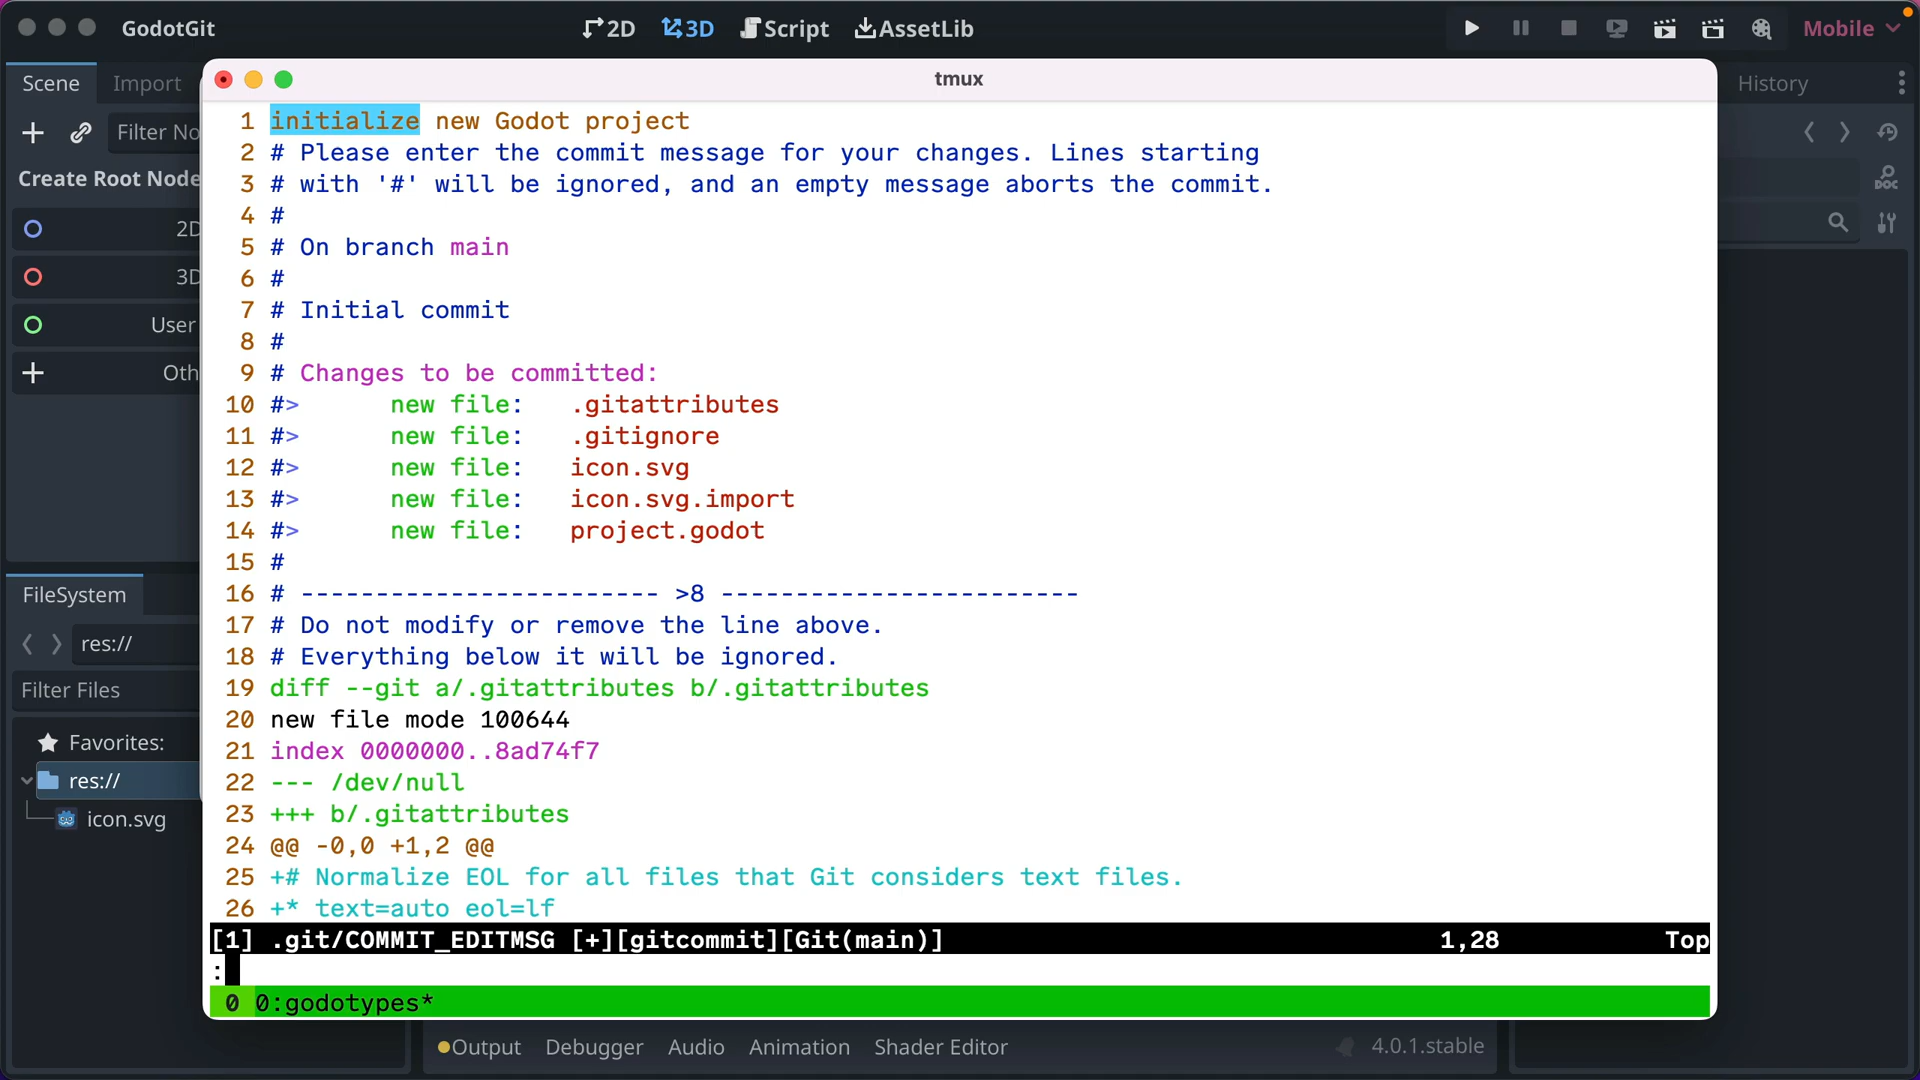 GodotGit
2D
3D
Script
AssetLib
Mobile
Scene
Import
tmux
History
Filter No
Create Root Node
2D
3D
User
Oth
DOC
1 initialize new Godot project
2 # Please enter the commit message for your changes. Lines starting
3 # with '#' will be ignored, and an empty message aborts the commit.
4 #
5 # On branch main
6 #
7 # Initial commit
8 #
9 # Changes to be committed:
10 #>      new file:   .gitattributes
11 #>      new file:   .gitignore
12 #>      new file:   icon.svg
13 #>      new file:   icon.svg.import
14 #>      new file:   project.godot
15 #
16 # ------------------------ >8 ------------------------
17 # Do not modify or remove the line above.
18 # Everything below it will be ignored.
19 diff --git a/.gitattributes b/.gitattributes
20 new file mode 100644
21 index 0000000..8ad74f7
22 --- /dev/null
23 +++ b/.gitattributes
24 @@ -0,0 +1,2 @@
25 +# Normalize EOL for all files that Git considers text files.
26 +* text=auto eol=lf
[1] .git/COMMIT_EDITMSG [+][gitcommit][Git(main)] 1,28 Top
:
0 0:godotypes*
FileSystem
res://
Filter Files
Favorites:
res://
icon.svg
Output
Debugger
Audio
Animation
Shader Editor
4.0.1.stable